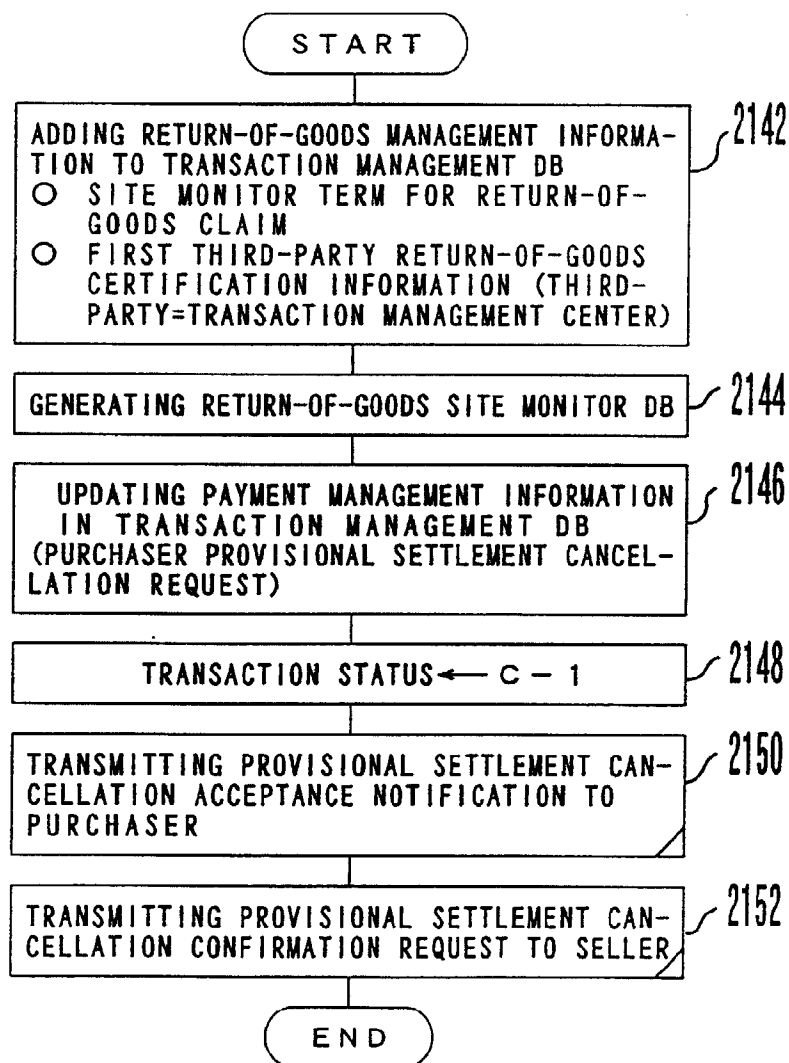 START
ADDING RETURN-OF-GOODS MANAGEMENT INFORMA-
TION TO TRANSACTION MANAGEMENT DB
○ SITE MONITOR TERM FOR RETURN-OF-
GOODS CLAIM
○ FIRST THIRD-PARTY RETURN-OF-GOODS
CERTIFICATION INFORMATION (THIRD-
PARTY=TRANSACTION MANAGEMENT CENTER)
2142
GENERATING RETURN-OF-GOODS SITE MONITOR DB
2144
UPDATING PAYMENT MANAGEMENT INFORMATION
IN TRANSACTION MANAGEMENT DB
(PURCHASER PROVISIONAL SETTLEMENT CANCEL-
LATION REQUEST)
2146
TRANSACTION STATUS ← C - 1
2148
TRANSMITTING PROVISIONAL SETTLEMENT CAN-
CELLATION ACCEPTANCE NOTIFICATION TO
PURCHASER
2150
TRANSMITTING PROVISIONAL SETTLEMENT CAN-
CELLATION CONFIRMATION REQUEST TO SELLER
2152
END